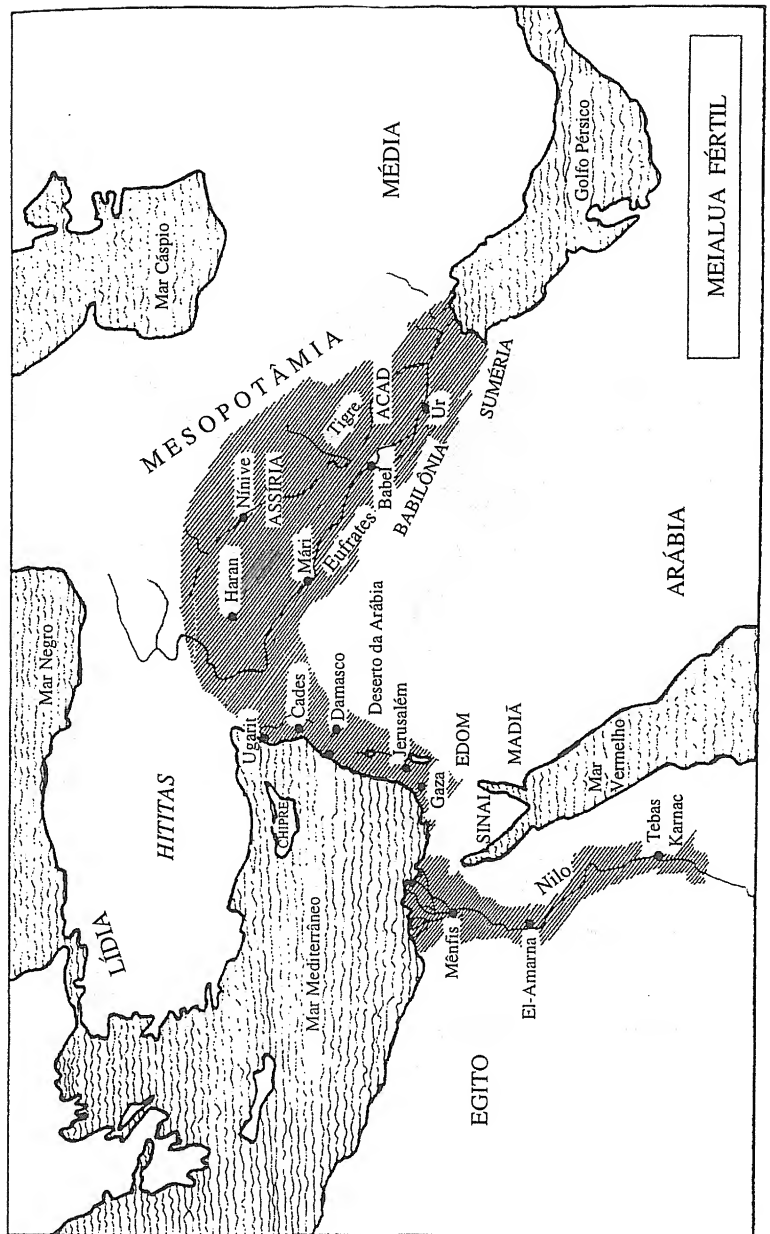 Mar Negro
Mar Cáspio
LÍDIA
HITITAS
MESOPOTÂMIA
MÉDIA
Haran
Nínive
ASSÍRIA
Tigre
ACAD
Mári
Eufrates
Babel
BABILÔNIA
Ur
SUMÉRIA
Golfo Pérsico
Ugarit
CHIPRE
Cades
Damasco
Deserto da Arábia
Mar Mediterrâneo
Jerusalém
Gaza
EDOM
SINAI
MADIÃ
ARÁBIA
Mênfis
EGITO
El-Amarna
Nilo
Mar
Vermelho
Tebas
Karnac
MEIALUA FÉRTIL